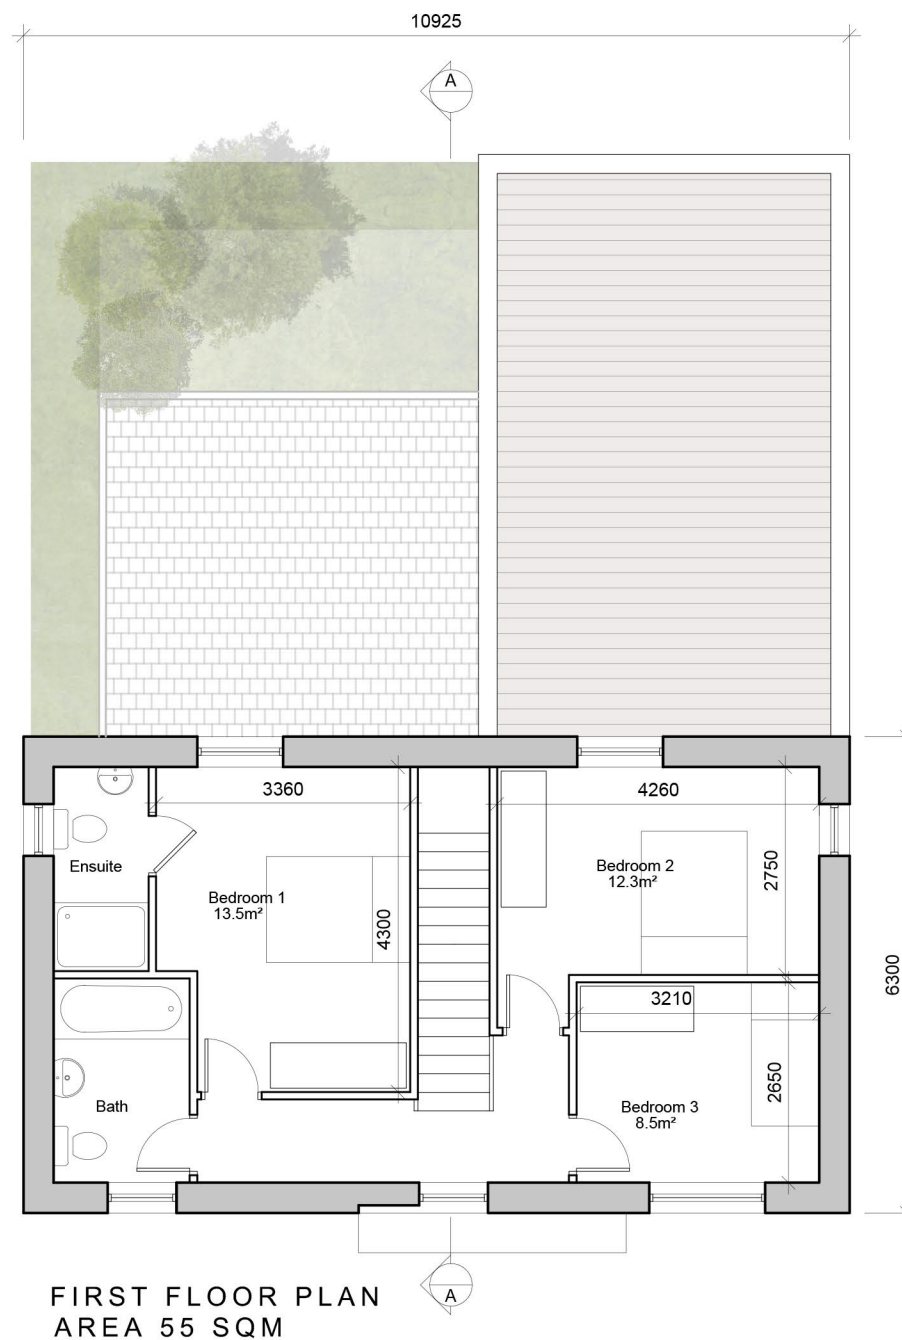 10925
A
3360
4260
Ensuite
Bedroom 1
13.5m²
4300
Bedroom 2
12.3m²
2750
6300
3210
Bath
Bedroom 3
8.5m²
2650
A
FIRST FLOOR PLAN
AREA 55 SQM